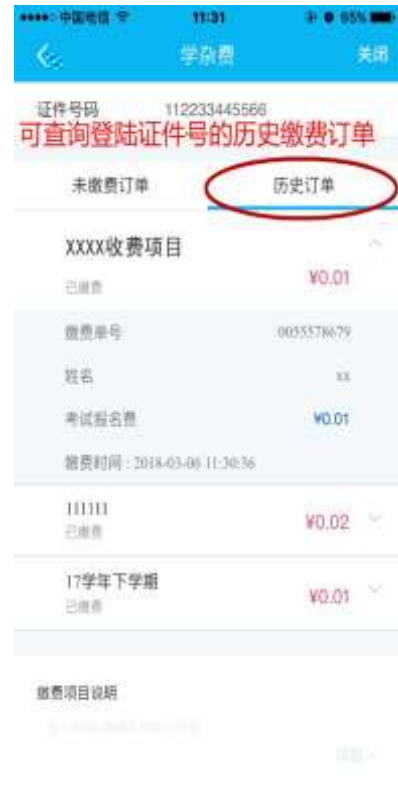 中国电信 11:31 95%
学杂费 关闭
证件号码 112233445566
可查询登陆证件号的历史缴费订单
未缴费订单 历史订单
XXXX收费项目
已缴费 ¥0.01
缴费单号 0055578679
姓名 xx
考试报名费 ¥0.01
缴费时间：2018-03-06 11:30:36
111111
已缴费 ¥0.02
17学年下学期
已缴费 ¥0.01
缴费项目说明